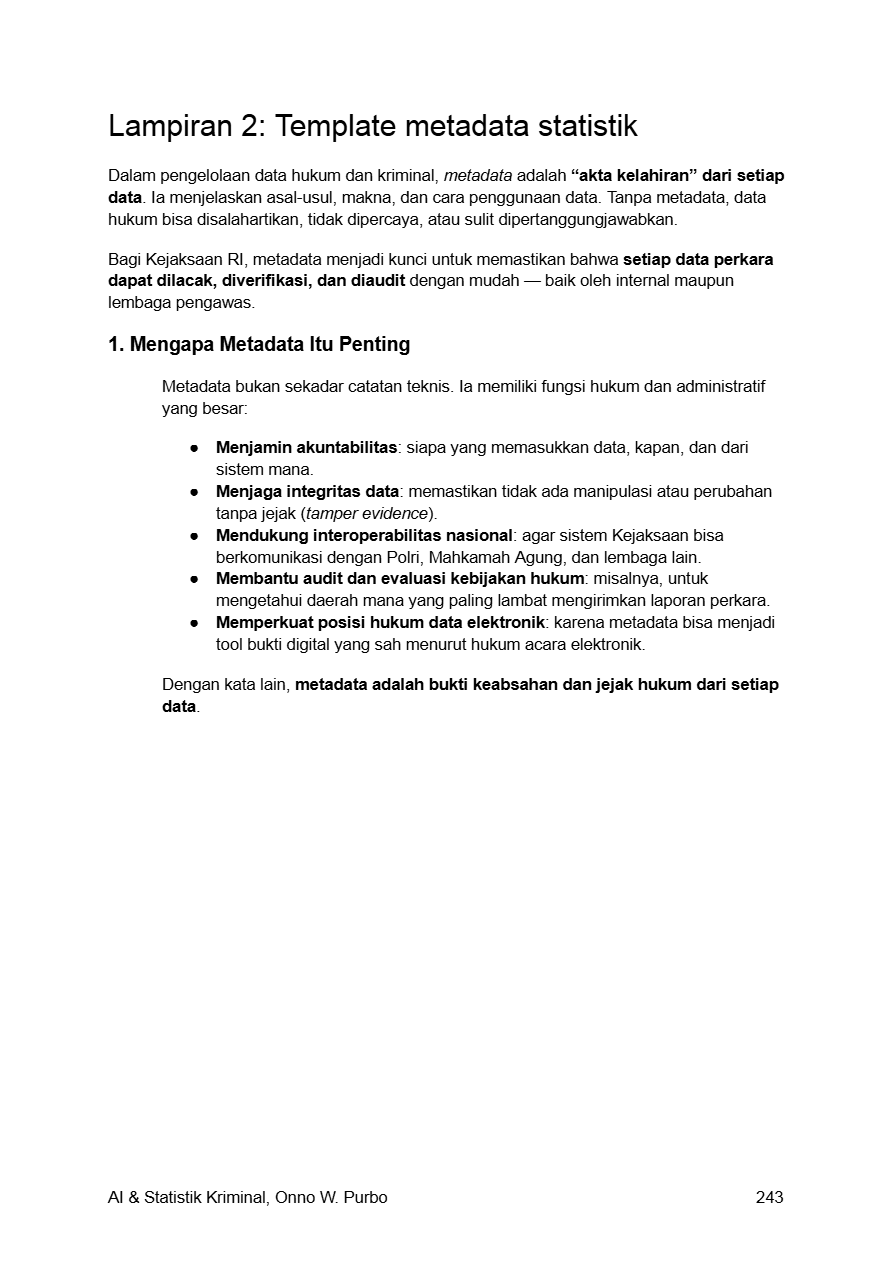 Lampiran 2: Template metadata statistik
Dalam pengelolaan data hukum dan kriminal, metadata adalah “akta kelahiran” dari setiap
data. Ia menjelaskan asal-usul, makna, dan cara penggunaan data. Tanpa metadata, data
hukum bisa disalahartikan, tidak dipercaya, atau sulit dipertanggungjawabkan.
Bagi Kejaksaan RI, metadata menjadi kunci untuk memastikan bahwa setiap data perkara
dapat dilacak, diverifikasi, dan diaudit dengan mudah — baik oleh internal maupun
lembaga pengawas.
1. Mengapa Metadata Itu Penting
Metadata bukan sekadar catatan teknis. Ia memiliki fungsi hukum dan administratif
yang besar:
● Menjamin akuntabilitas: siapa yang memasukkan data, kapan, dan dari
sistem mana.
● Menjaga integritas data: memastikan tidak ada manipulasi atau perubahan
tanpa jejak (tamper evidence).
● Mendukung interoperabilitas nasional: agar sistem Kejaksaan bisa
berkomunikasi dengan Polri, Mahkamah Agung, dan lembaga lain.
● Membantu audit dan evaluasi kebijakan hukum: misalnya, untuk
mengetahui daerah mana yang paling lambat mengirimkan laporan perkara.
● Memperkuat posisi hukum data elektronik: karena metadata bisa menjadi
tool bukti digital yang sah menurut hukum acara elektronik.
Dengan kata lain, metadata adalah bukti keabsahan dan jejak hukum dari setiap
data.
AI & Statistik Kriminal, Onno W. Purbo 243